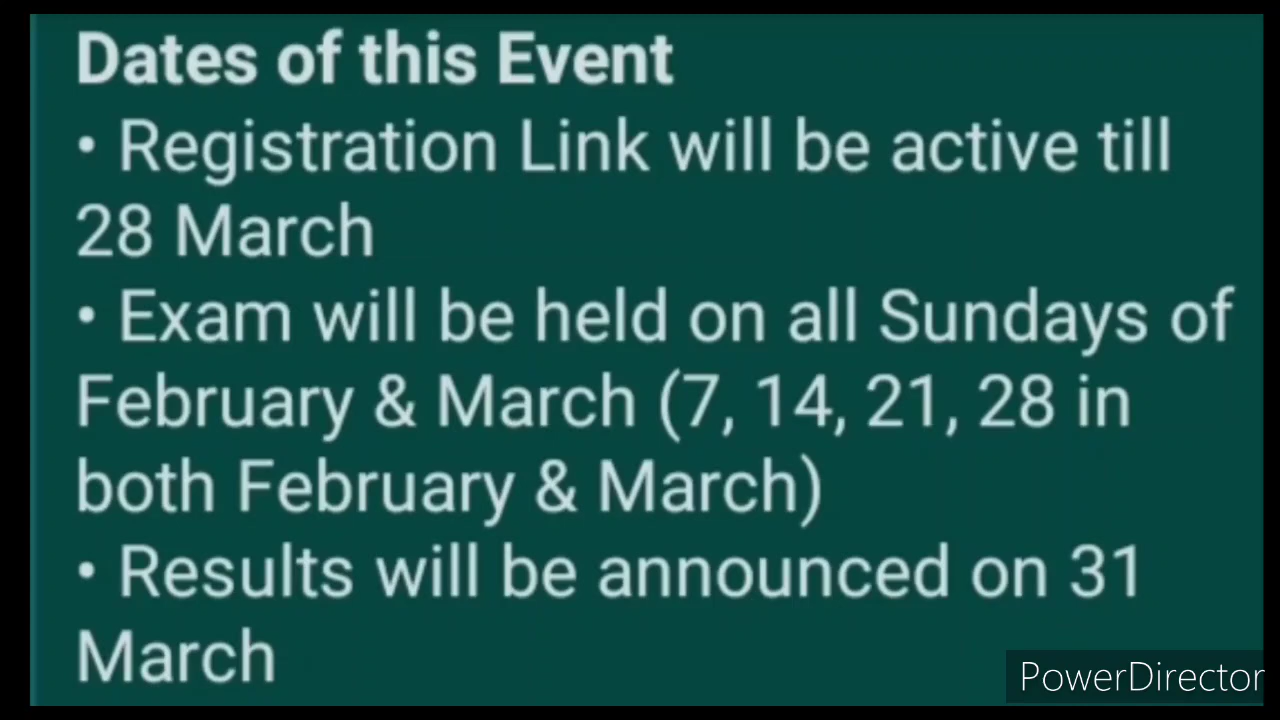 Dates of this Event
• Registration Link will be active till
28 March
• Exam will be held on all Sundays of
February & March (7, 14, 21, 28 in
both February & March)
• Results will be announced on 31
March
PowerDirector